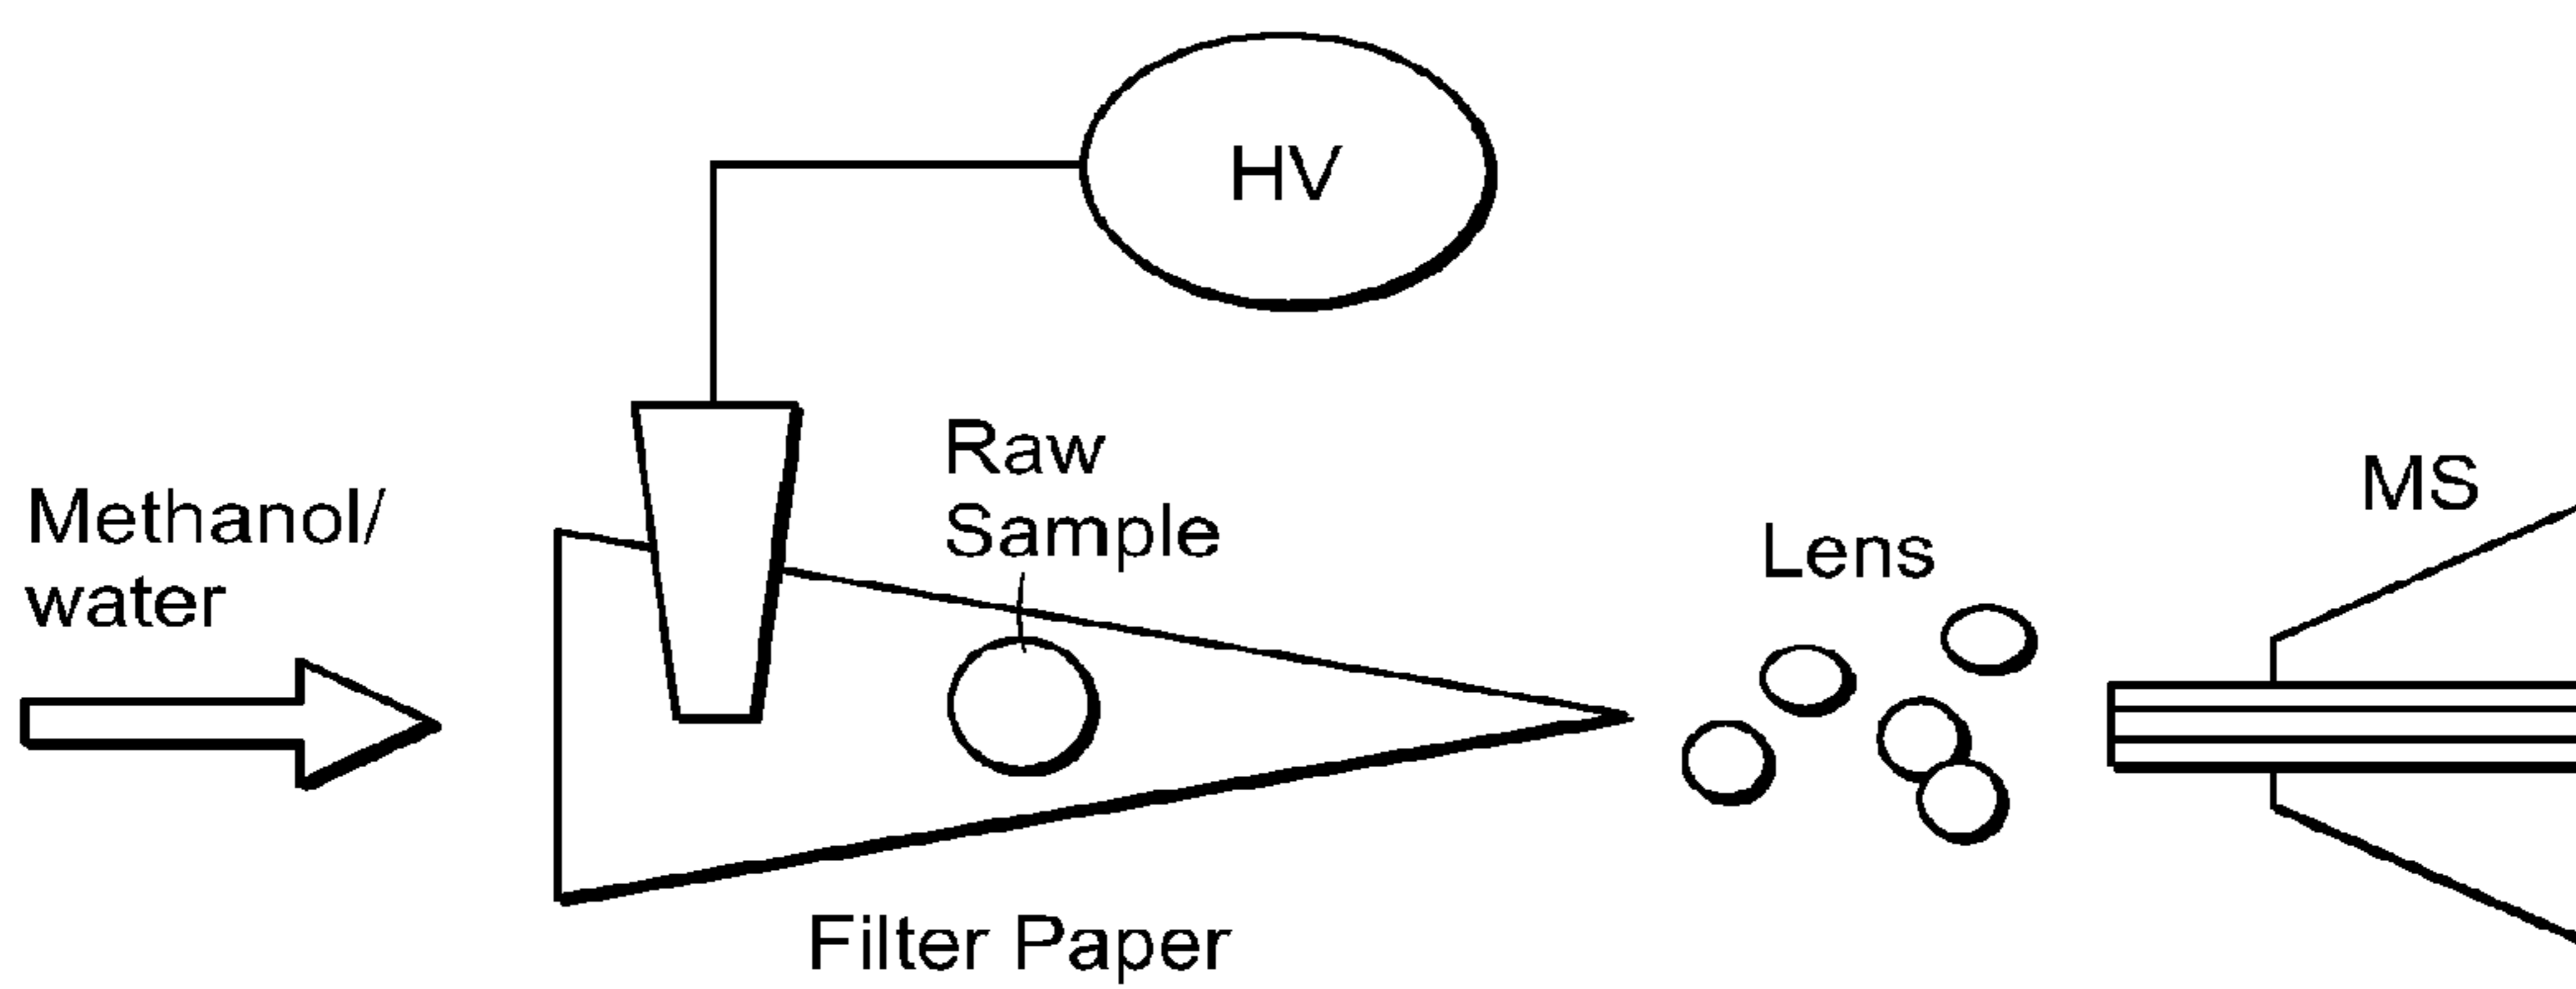 HV
Raw
Sample
Methanol/
water
MS
Lens
Filter Paper